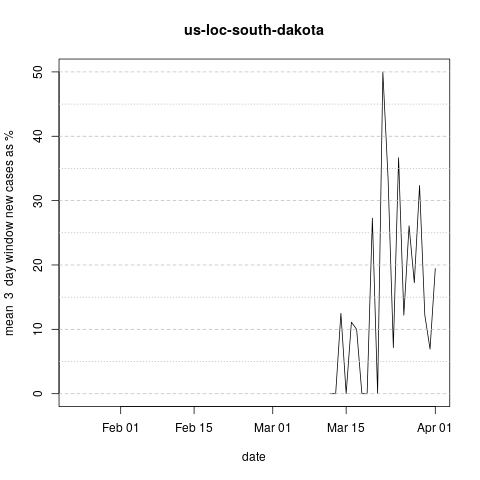 us-loc-south-dakota
mean 3 day window new cases as %
50
40
30
20
10
0
Feb 01 Feb 15 Mar 01 Mar 15 Apr 01
date